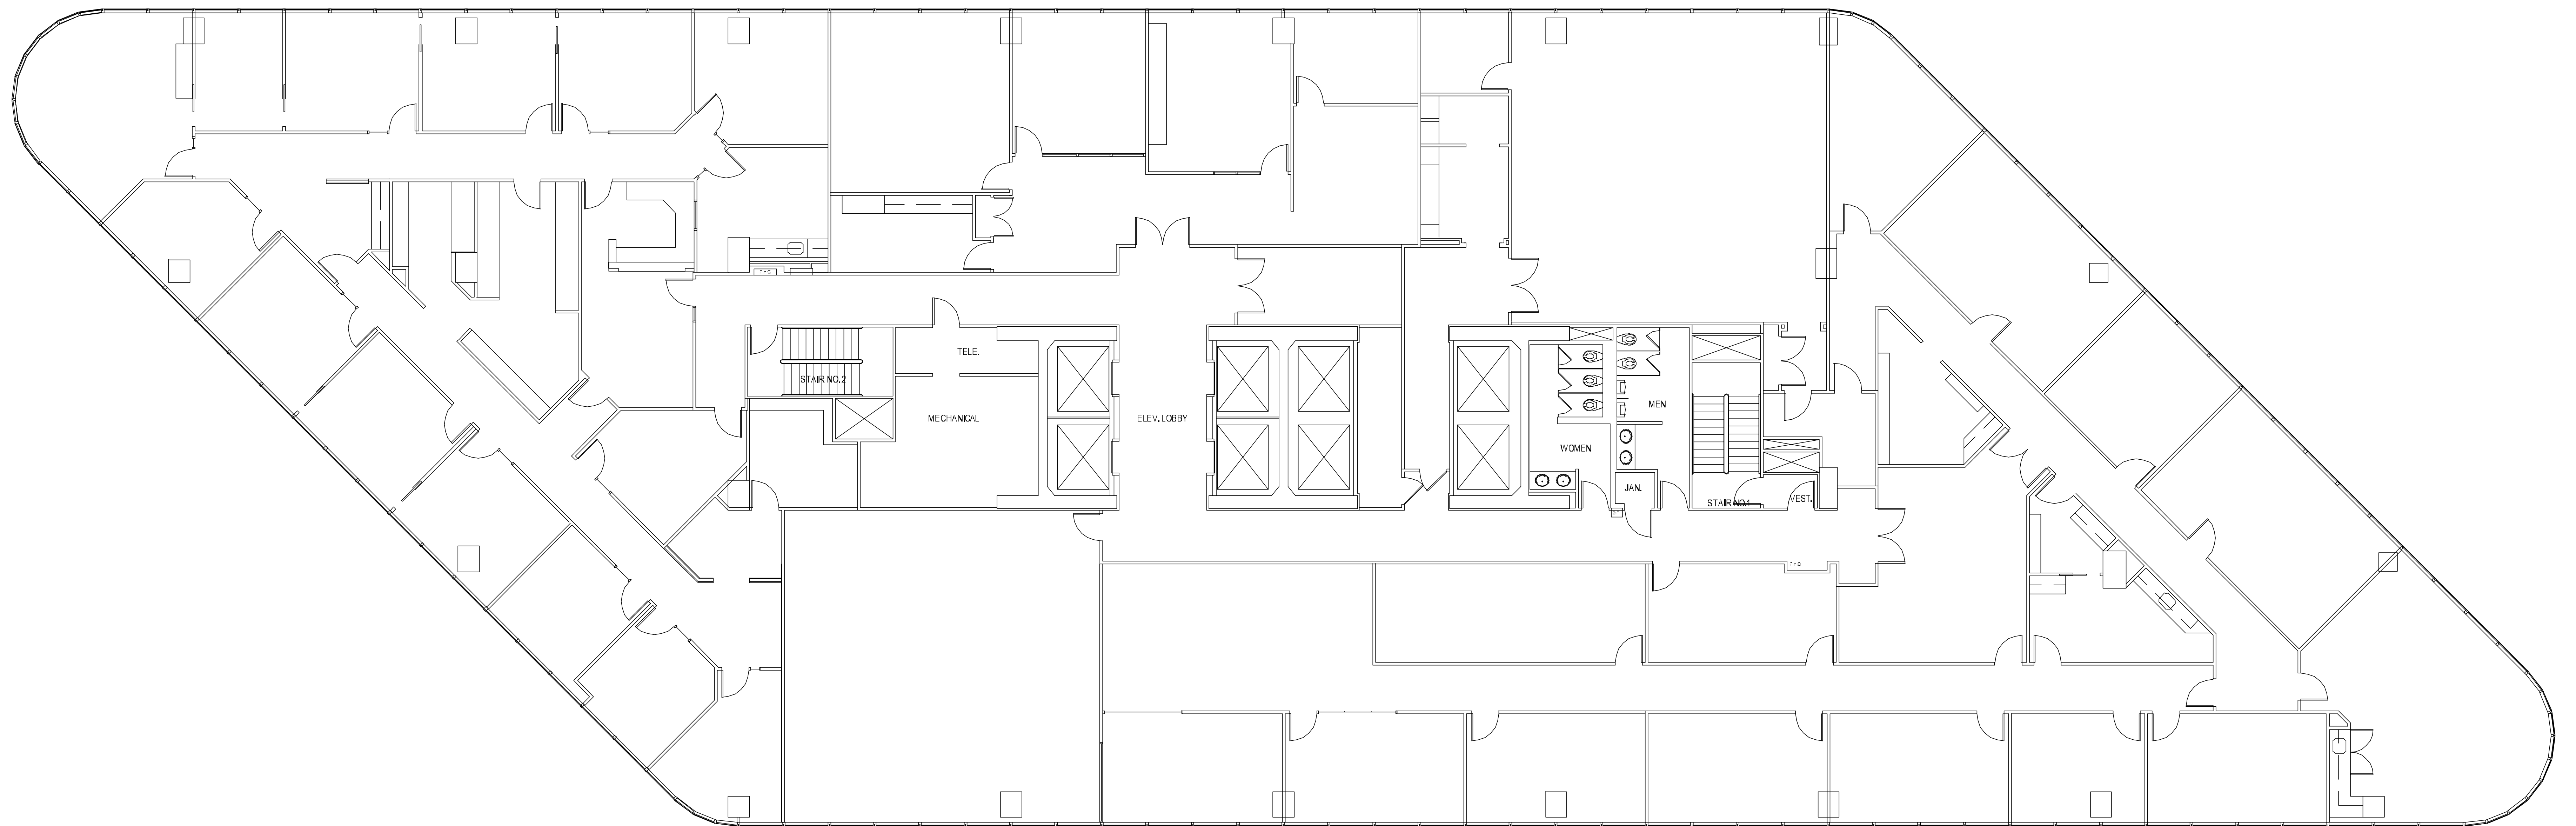 TELE.
STAIR NO.2
MECHANICAL
ELEV. LOBBY
MEN
WOMEN
JAN.
STAIR NO.1
VEST.